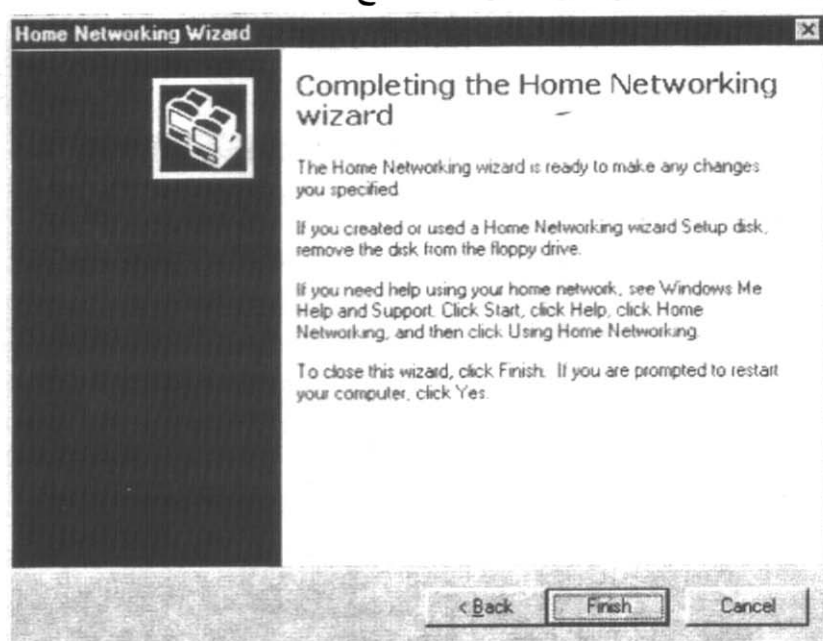 Home Networking Wizard
Completing the Home Networking
wizard
The Home Networking wizard is ready to make any changes
you specified
If you created or used a Home Networking wizard Setup disk,
remove the disk from the floppy drive.
If you need help using your home network, see Windows Me
Help and Support. Click Start, click Help, click Home
Networking, and then click Using Home Networking.
To close this wizard, click Finish. If you are prompted to restart
your computer, click Yes.
< Back
Finish
Cancel